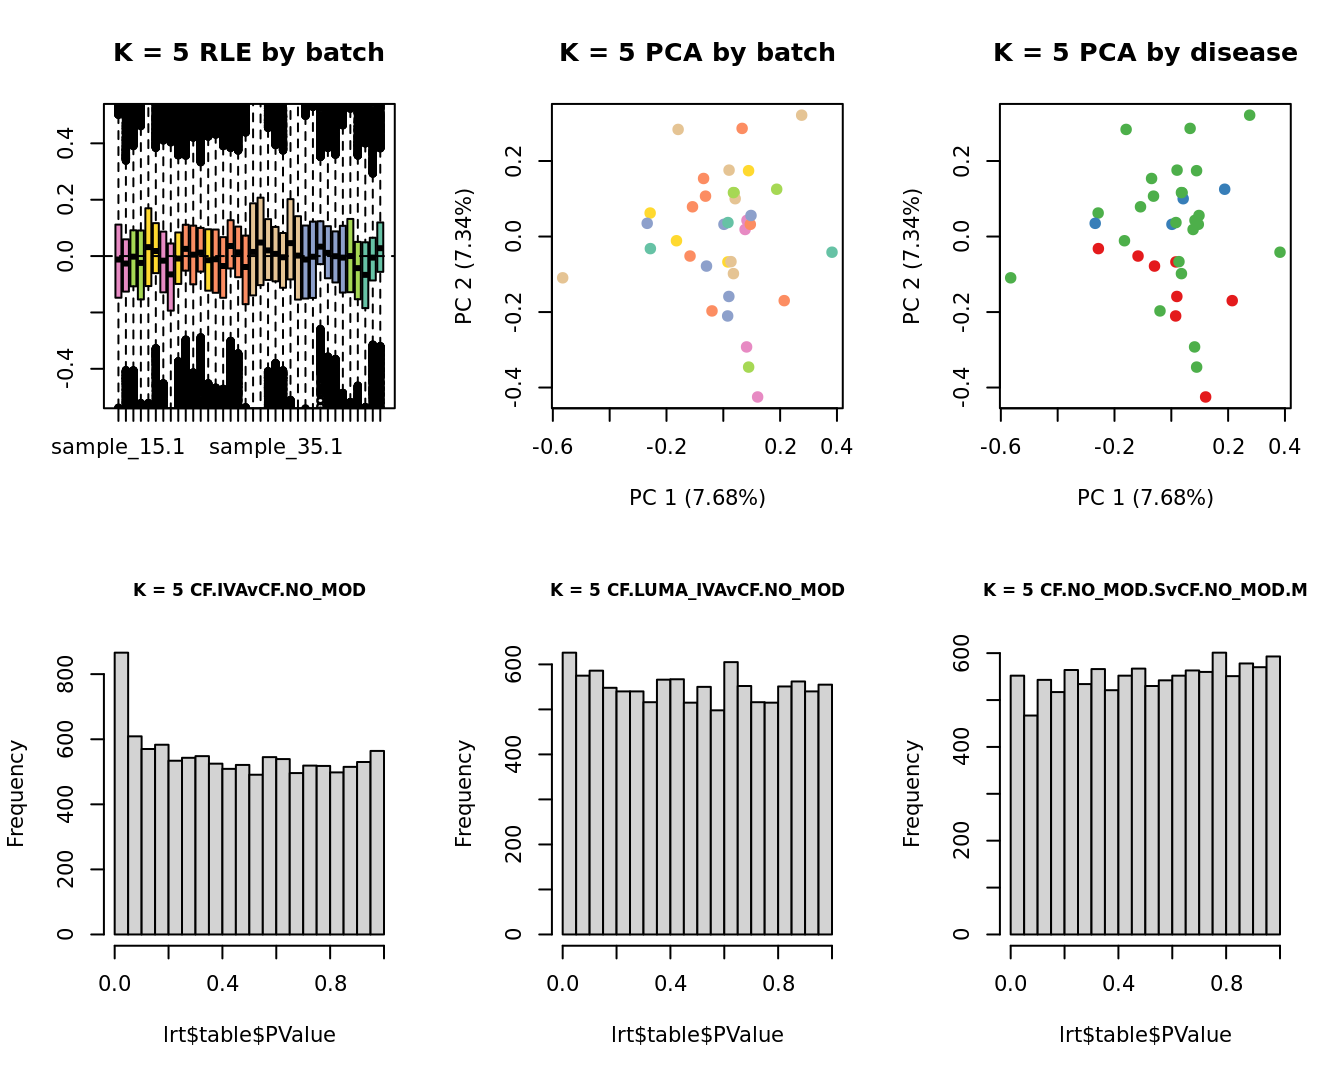 K = 5 RLE by batch
0.4
0.2
0.0
-0.4
sample_15.1 sample_35.1
K = 5 PCA by batch
PC 2 (7.34%)
0.2
0.0
-0.2
-0.4
-0.6 -0.2 0.2 0.4
PC 1 (7.68%)
K = 5 PCA by disease
PC 2 (7.34%)
0.2
0.0
-0.2
-0.4
-0.6 -0.2 0.2 0.4
PC 1 (7.68%)
K = 5 CF.IVAvCF.NO_MOD
Frequency
800
600
400
200
0
0.0 0.4 0.8
lrt$table$PValue
K = 5 CF.LUMA_IVAvCF.NO_MOD
Frequency
600
400
200
0
0.0 0.4 0.8
lrt$table$PValue
K = 5 CF.NO_MOD.SvCF.NO_MOD.M
Frequency
600
400
200
0
0.0 0.4 0.8
lrt$table$PValue